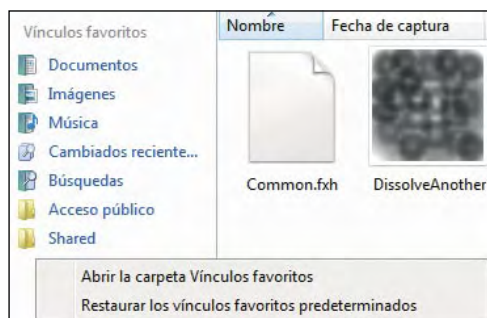 Vínculos favoritos
Documentos
Imágenes
Música
Cambiados reciente...
Búsquedas
Acceso público
Shared
Nombre Fecha de captura
Common.fxh DissolveAnother
Abrir la carpeta Vínculos favoritos
Restaurar los vínculos favoritos predeterminados